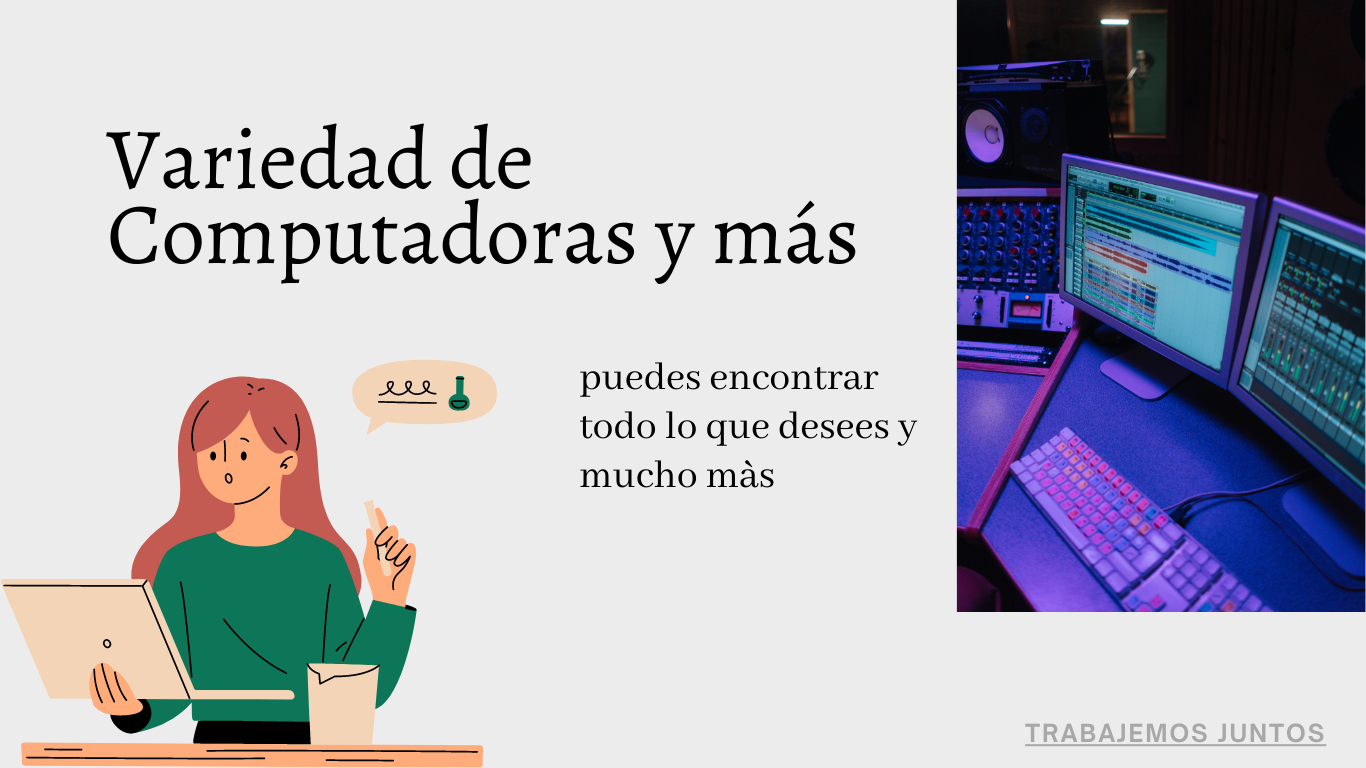 Variedad de
Computadoras y más
puedes encontrar
todo lo que desees y
mucho màs
TRABAJEMOS JUNTOS